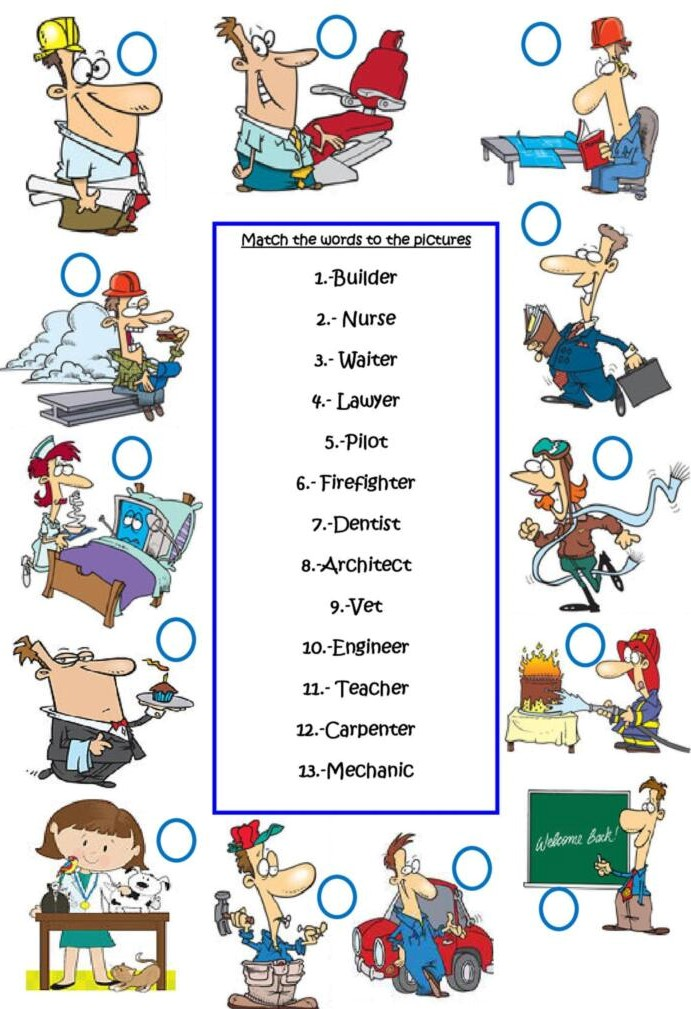 Match the words to the pictures
1.-Builder
2.- Nurse
3.- Waiter
4.- Lawyer
5.-Pilot
6.- Firefighter
7.-Dentist
8.-Architect
9.-Vet
10.-Engineer
11.- Teacher
12.-Carpenter
13.-Mechanic
Welcome Back!